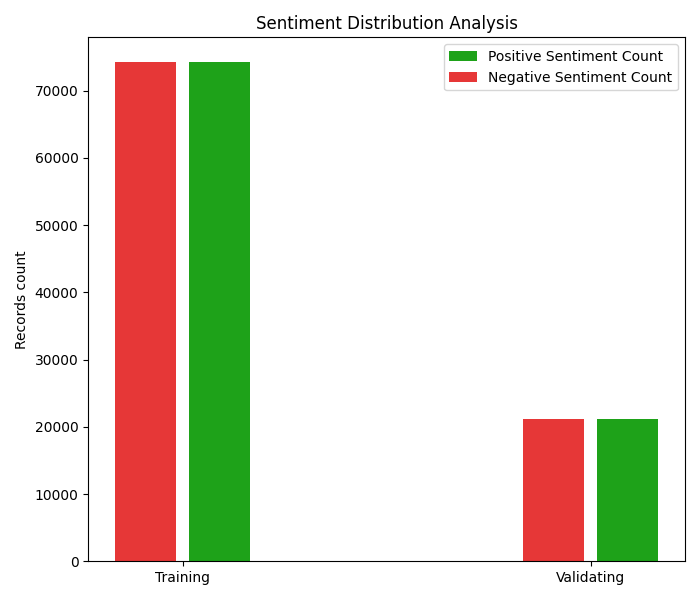 Sentiment Distribution Analysis
Positive Sentiment Count
Negative Sentiment Count
Records count
70000
60000
50000
40000
30000
20000
10000
0
Training
Validating